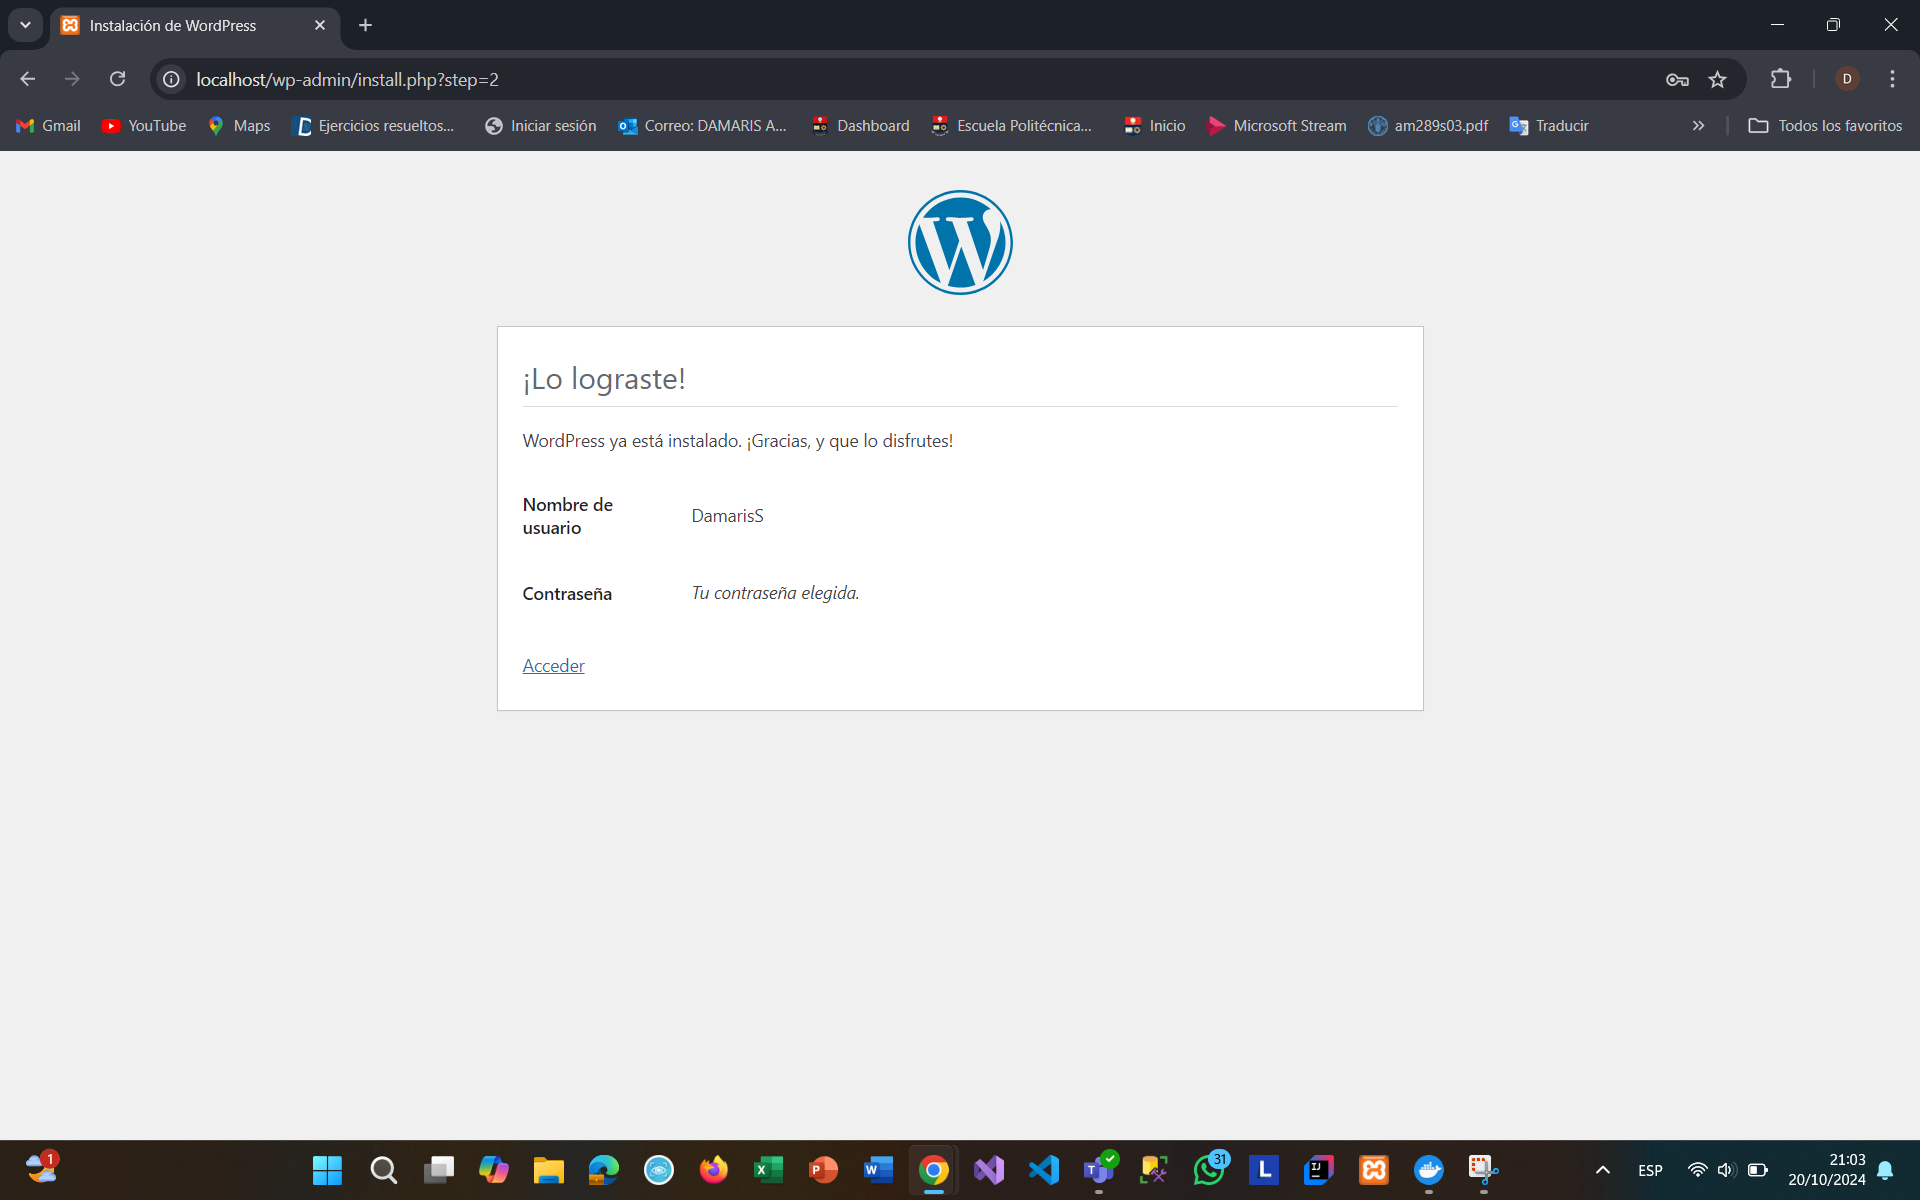 Instalación de WordPress
localhost/wp-admin/install.php?step=2
D
Gmail
YouTube
Maps
Ejercicios resueltos...
Iniciar sesión
Correo: DAMARIS A...
Dashboard
Escuela Politécnica...
Inicio
Microsoft Stream
am289s03.pdf
Traducir
Todos los favoritos
¡Lo lograste!
WordPress ya está instalado. ¡Gracias, y que lo disfrutes!
Nombre de
usuario
DamarisS
Contraseña
Tu contraseña elegida.
Acceder
1
31
ESP
21:03
20/10/2024